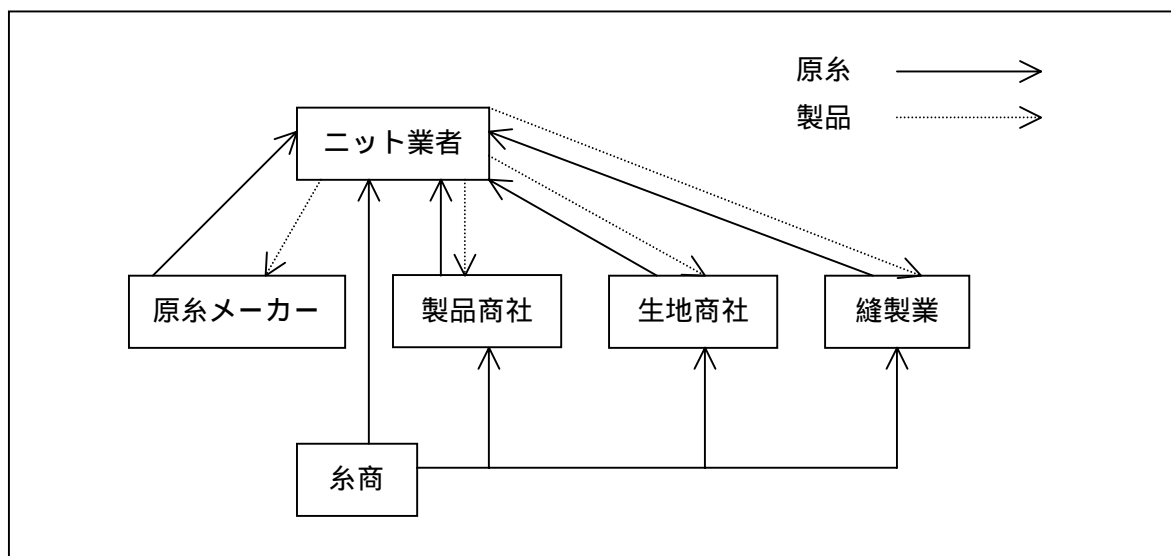 原糸
製品
ニット業者
原糸メーカー
製品商社
生地商社
縫製業
糸商